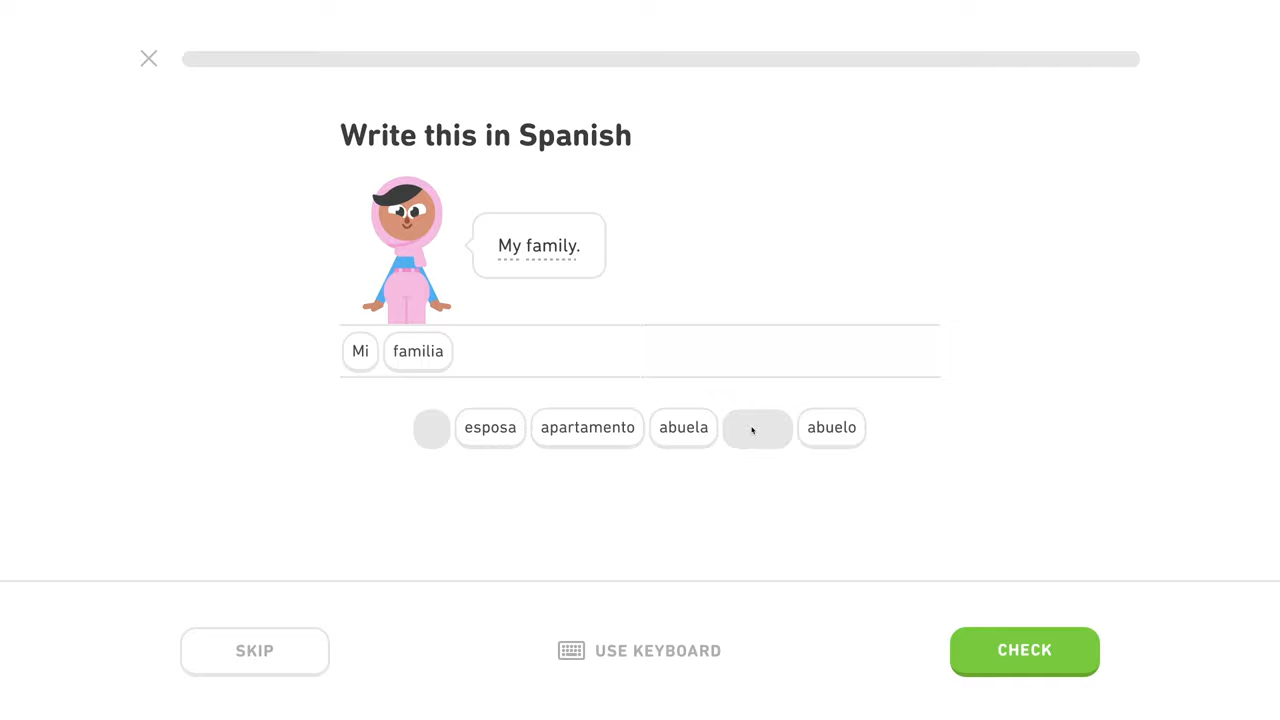 Write this in Spanish
My family.
Mi familia
esposa apartamento abuela abuelo
SKIP USE KEYBOARD CHECK